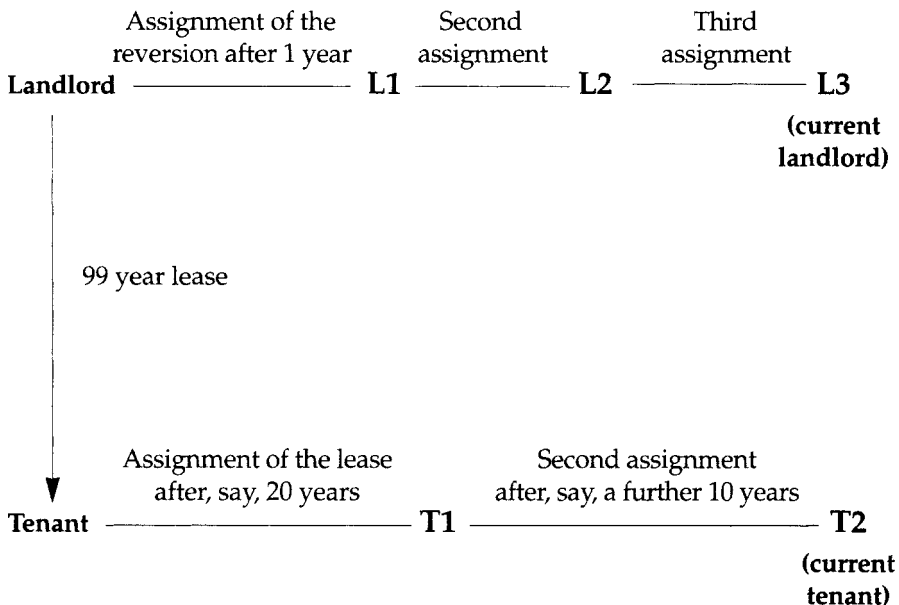 Assignment of the
reversion after 1 year
Second
assignment
Third
assignment
Landlord L1 L2 L3
(current
landlord)
99 year lease
Assignment of the lease
after, say, 20 years
Second assignment
after, say, a further 10 years
Tenant T1 T2
(current
tenant)